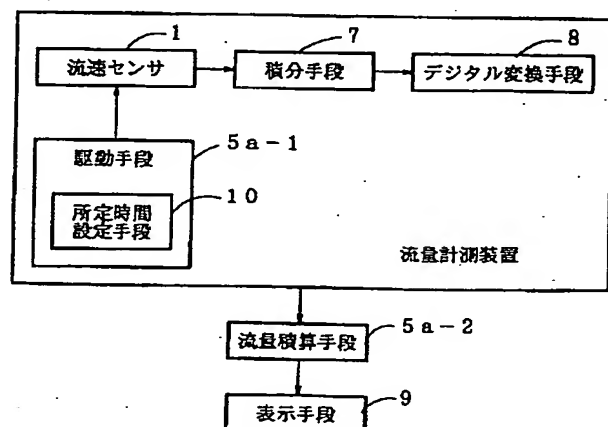 1
7
8
流速センサ
積分手段
デジタル変換手段
5a-1
駆動手段
10
所定時間
設定手段
流量計測装置
5a-2
流量積算手段
9
表示手段